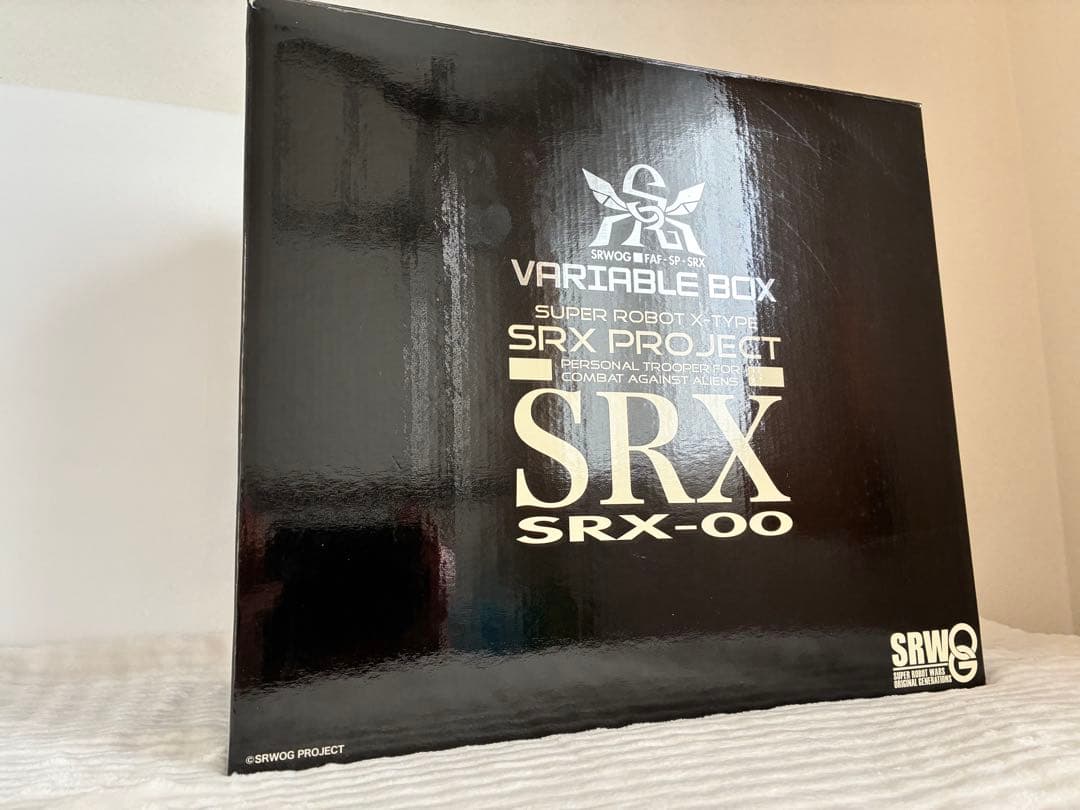 SRWOG■FAF-SP-SRX
VARIABLE BOX
SUPER ROBOT X-TYPE
SRX PROJECT
PERSONAL TROOPER FOR
COMBAT AGAINST ALIENS
SRX
SRX-00
SRWOG
SUPER ROBOT WARS
ORIGINAL GENERATIONS
©SRWOG PROJECT